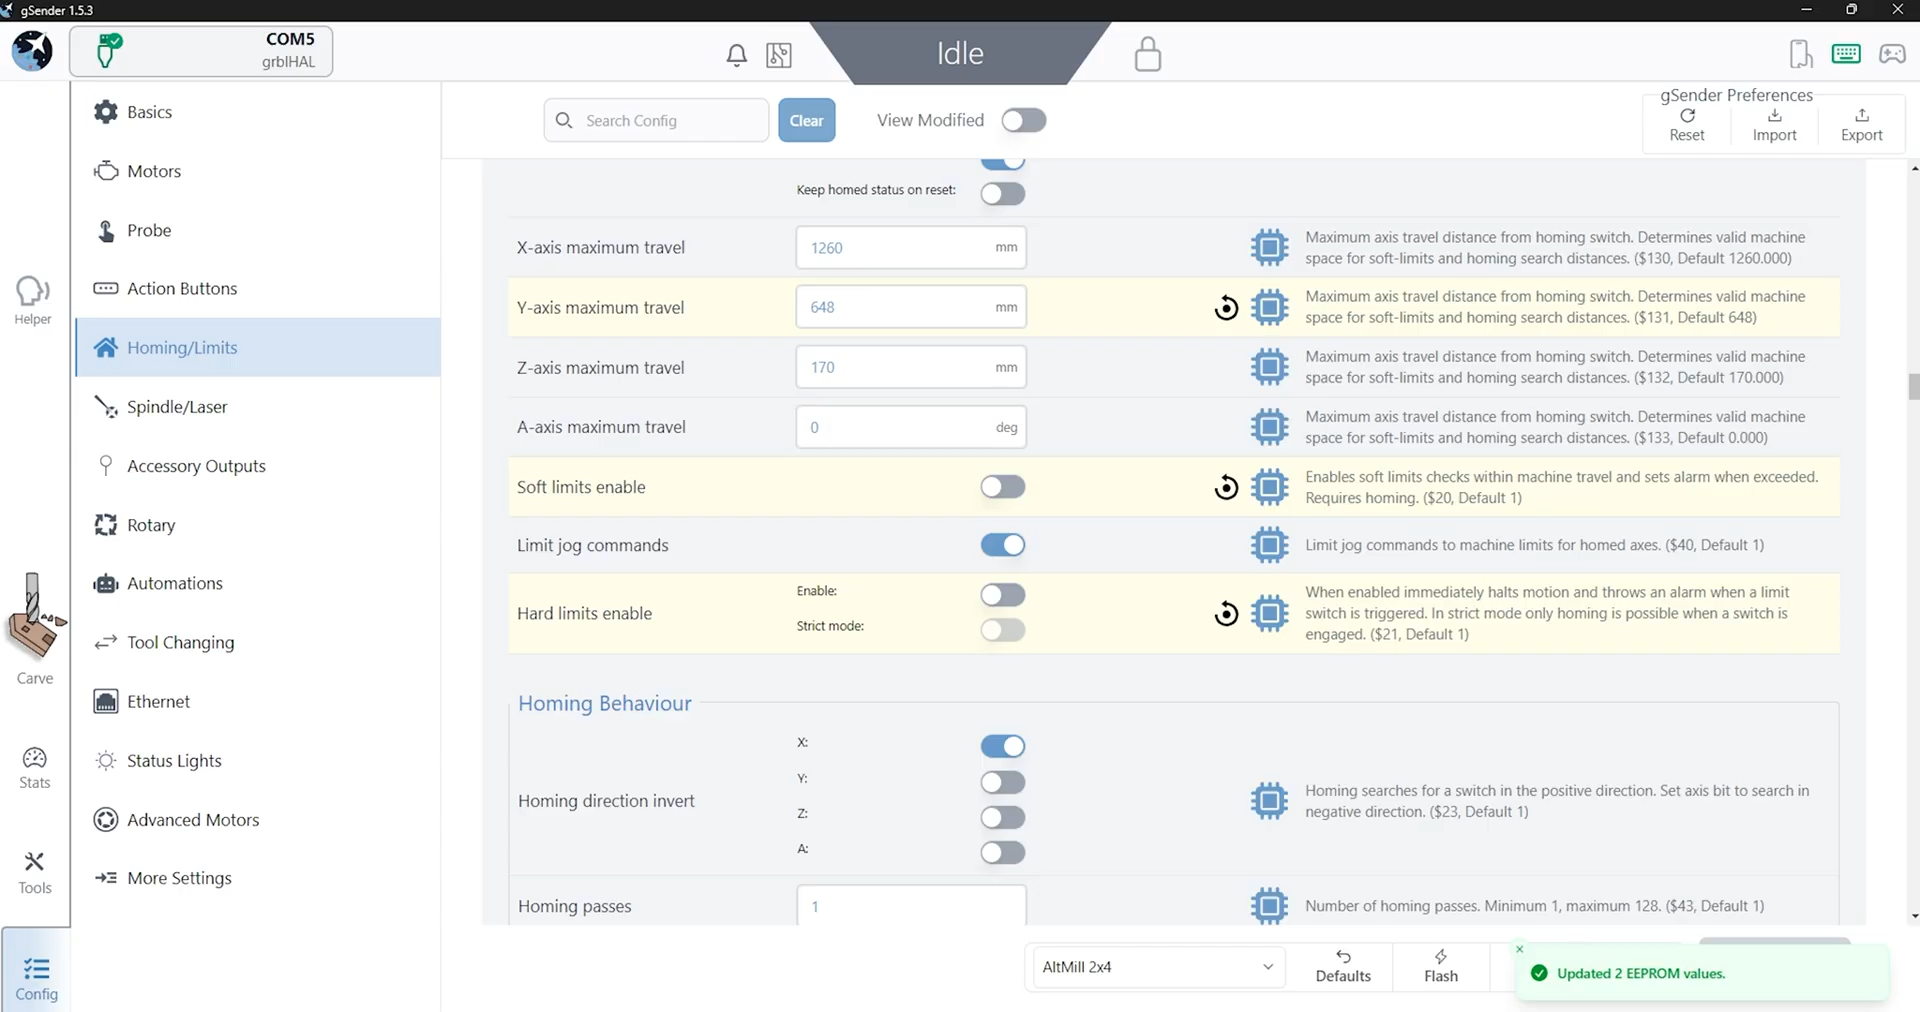 gSender 1.5.3
COM5
grblHAL
Idle
Basics
Motors
Probe
Action Buttons
Homing/Limits
Spindle/Laser
Accessory Outputs
Rotary
Automations
Tool Changing
Ethernet
Status Lights
Advanced Motors
More Settings
Helper
Carve
Stats
Tools
Config
Search Config
Clear
View Modified
gSender Preferences
Reset
Import
Export
Keep homed status on reset:
X-axis maximum travel
1260
mm
Maximum axis travel distance from homing switch. Determines valid machine
space for soft-limits and homing search distances. ($130, Default 1260.000)
Y-axis maximum travel
648
mm
Maximum axis travel distance from homing switch. Determines valid machine
space for soft-limits and homing search distances. ($131, Default 648)
Z-axis maximum travel
170
mm
Maximum axis travel distance from homing switch. Determines valid machine
space for soft-limits and homing search distances. ($132, Default 170.000)
A-axis maximum travel
0
deg
Maximum axis travel distance from homing switch. Determines valid machine
space for soft-limits and homing search distances. ($133, Default 0.000)
Soft limits enable
Enables soft limits checks within machine travel and sets alarm when exceeded.
Requires homing. ($20, Default 1)
Limit jog commands
Limit jog commands to machine limits for homed axes. ($40, Default 1)
Hard limits enable
Enable:
Strict mode:
When enabled immediately halts motion and throws an alarm when a limit
switch is triggered. In strict mode only homing is possible when a switch is
engaged. ($21, Default 1)
Homing Behaviour
Homing direction invert
X:
Y:
Z:
A:
Homing searches for a switch in the positive direction. Set axis bit to search in
negative direction. ($23, Default 1)
Homing passes
1
Number of homing passes. Minimum 1, maximum 128. ($43, Default 1)
AltMill 2x4
Defaults
Flash
Updated 2 EEPROM values.